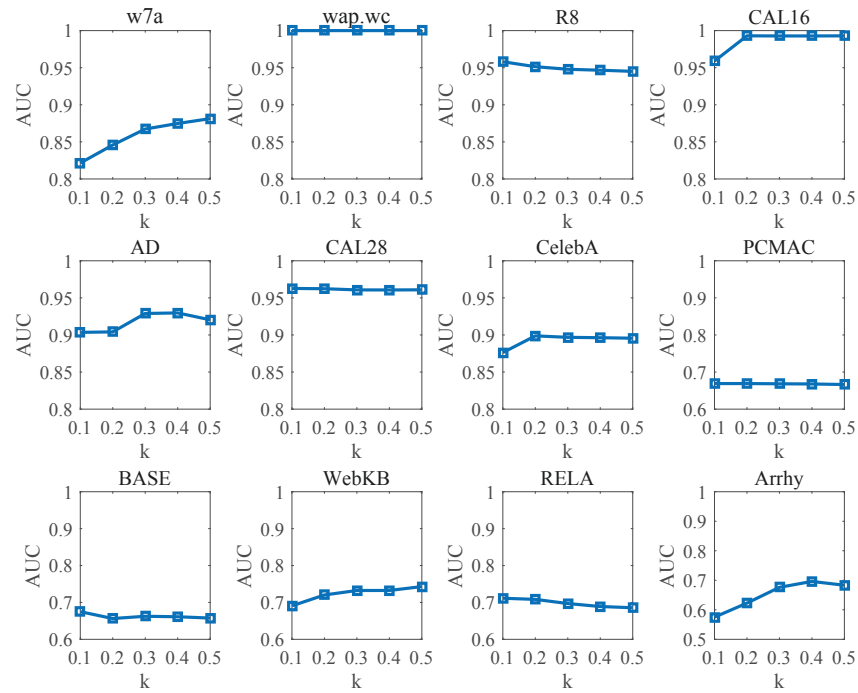 w7a wap.wc R8 CAL16
1 1 1 1
0.95 0.95 0.95 0.95
0.9 0.9 0.9 0.9
0.85 0.85 0.85 0.85
0.8 0.8 0.8 0.8
AUC AUC AUC AUC
0.1 0.2 0.3 0.4 0.5 0.1 0.2 0.3 0.4 0.5 0.1 0.2 0.3 0.4 0.5 0.1 0.2 0.3 0.4 0.5
k k k k
AD CAL28 CelebA PCMAC
1 1 1 1
0.95 0.95 0.95 0.9
0.9 0.9 0.9 0.8
0.85 0.85 0.85 0.7
0.8 0.8 0.8 0.6
AUC AUC AUC AUC
0.1 0.2 0.3 0.4 0.5 0.1 0.2 0.3 0.4 0.5 0.1 0.2 0.3 0.4 0.5 0.1 0.2 0.3 0.4 0.5
k k k k
BASE WebKB RELA Arrhy
1 1 1 1
0.9 0.9 0.9 0.9
0.8 0.8 0.8 0.8
0.7 0.7 0.7 0.7
0.6 0.6 0.6 0.6
0.5
AUC AUC AUC AUC
0.1 0.2 0.3 0.4 0.5 0.1 0.2 0.3 0.4 0.5 0.1 0.2 0.3 0.4 0.5 0.1 0.2 0.3 0.4 0.5
k k k k